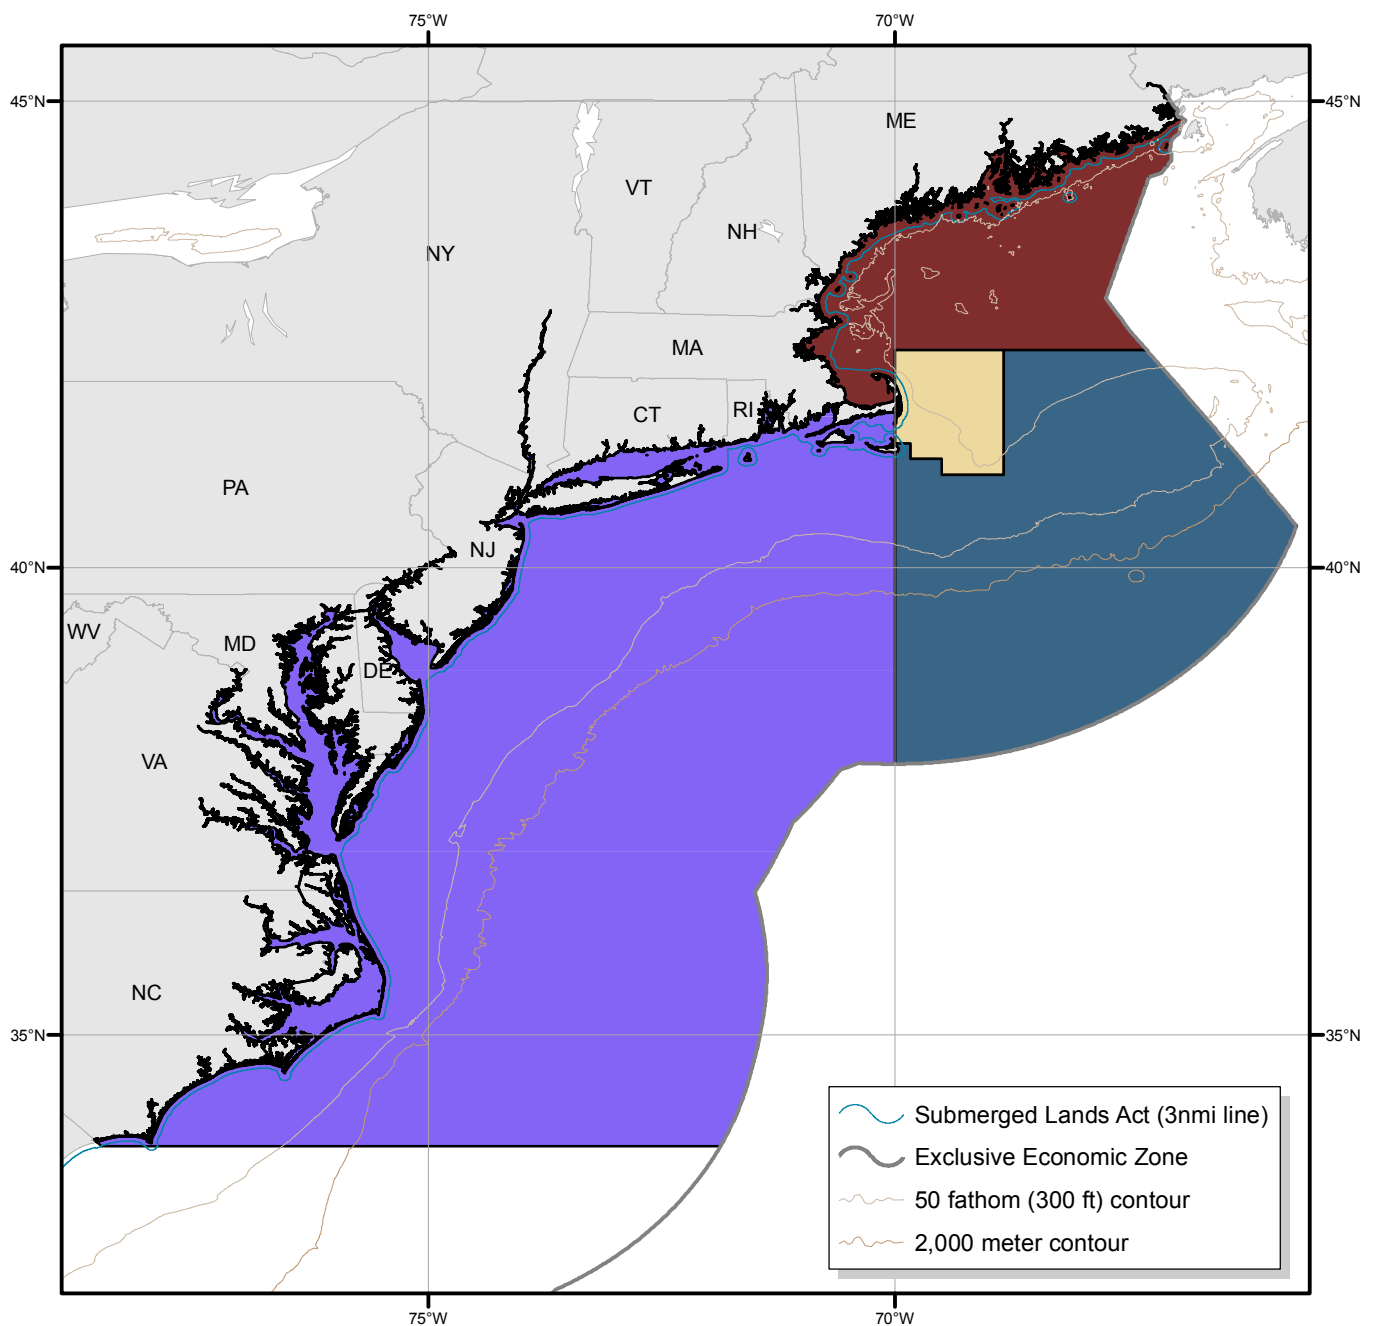 75°W 70°W
45°N 45°N
ME
VT
NH
NY
MA
CT RI
PA
NJ
40°N 40°N
WV
MD
DE
VA
NC
35°N 35°N
Submerged Lands Act (3nmi line)
Exclusive Economic Zone
50 fathom (300 ft) contour
2,000 meter contour
75°W 70°W